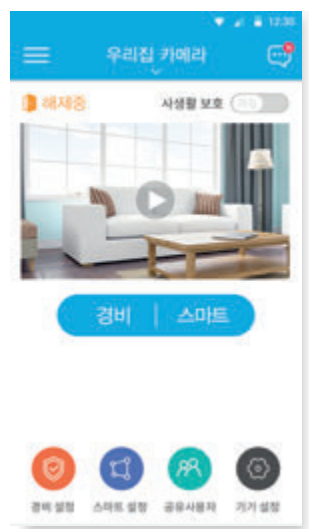 12:30
우리집 카메라
해제중 사생활 보호
경비 | 스마트
경비 설정 스마트 설정 공유사용자 기기 설정